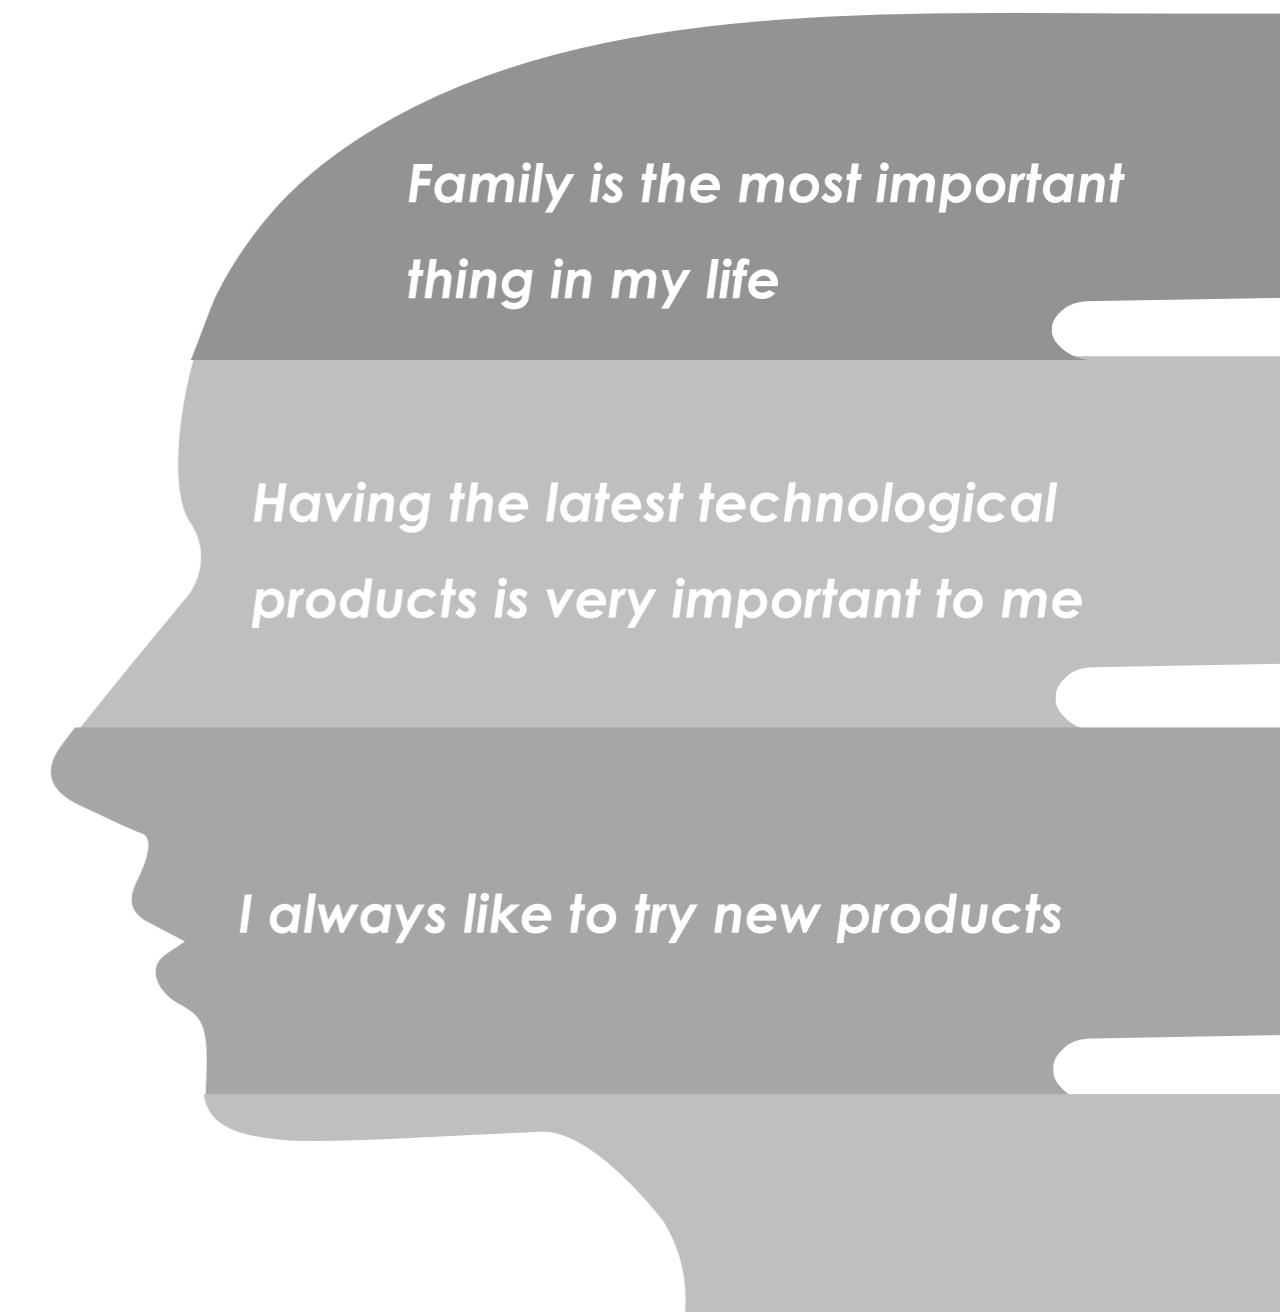 Family is the most important
thing in my life
Having the latest technological
products is very important to me
I always like to try new products